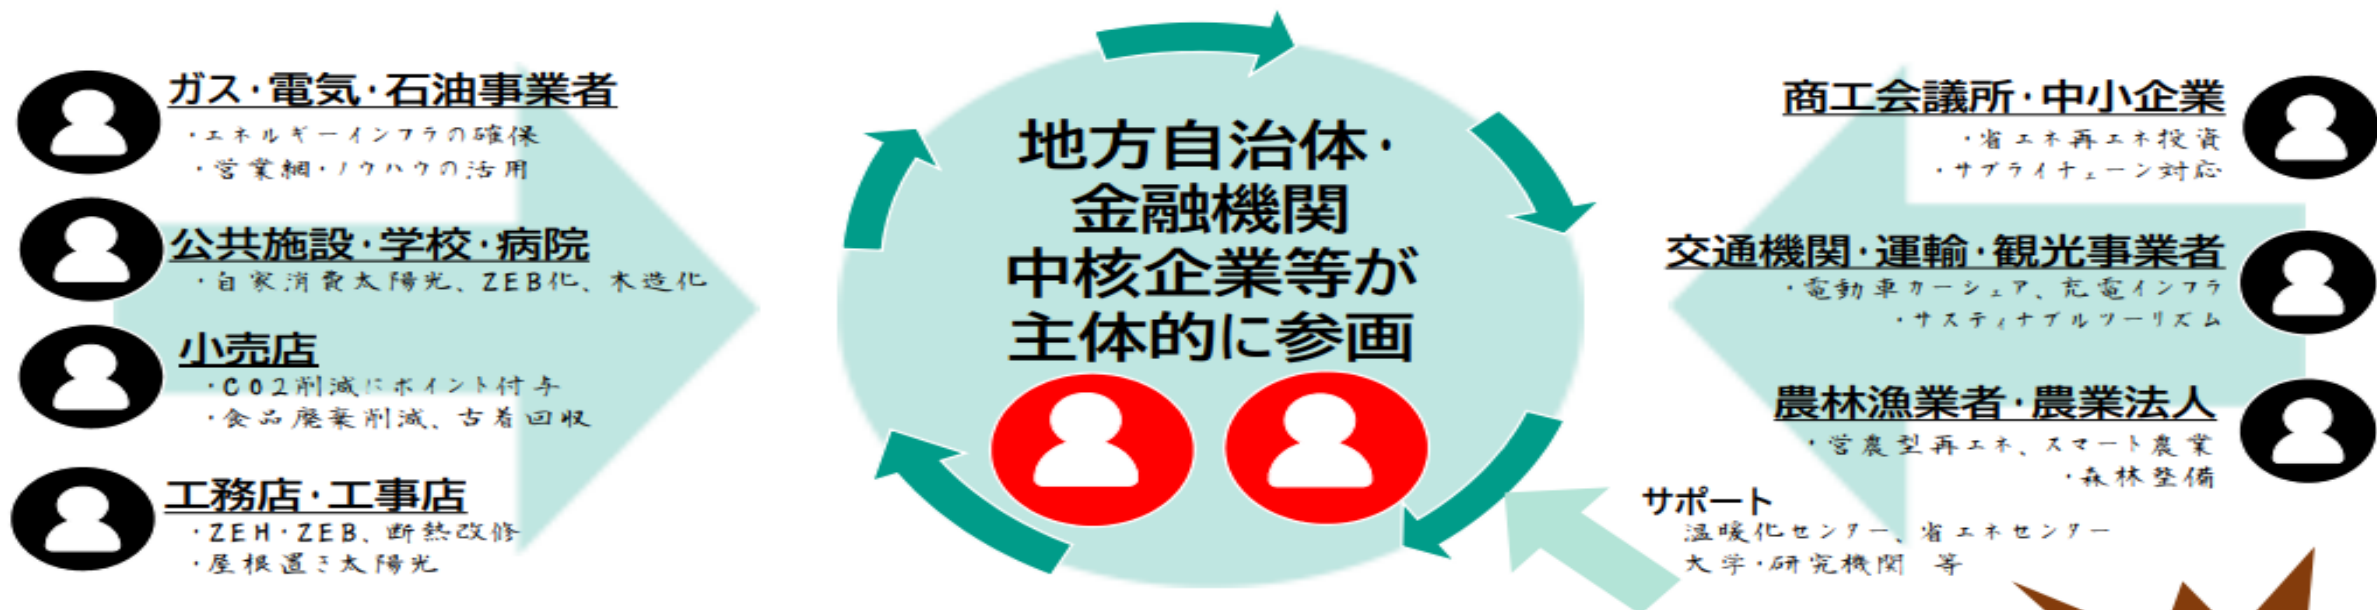 ガス・電気・石油事業者
・エネルギーインフラの確保
・営業網・ノウハウの活用
公共施設・学校・病院
・自家消費太陽光、ZEB化、木造化
小売店
・CO2削減にポイント付与
・食品廃棄削減、古着回収
工務店・工事店
・ZEH・ZEB、断熱改修
・屋根置き太陽光
地方自治体・
金融機関
中核企業等が
主体的に参画
商工会議所・中小企業
・省エネ再エネ投資
・サプライチェーン対応
交通機関・運輸・観光事業者
・電動車カーシェア、充電インフラ
・サスティナブルツーリズム
農林漁業者・農業法人
・営農型再エネ、スマート農業
・森林整備
サポート
温暖化センター、省エネセンター
大学・研究機関 等